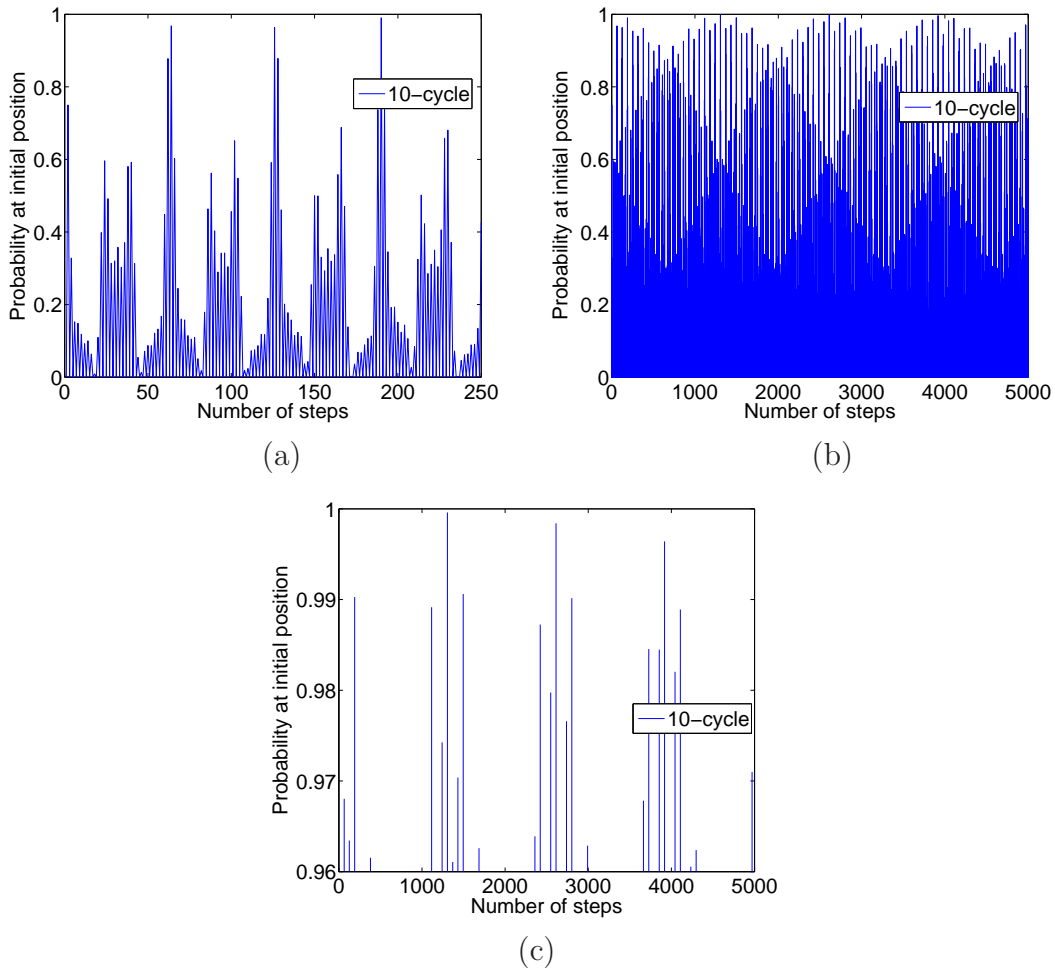 1
0.8
0.6
0.4
0.2
0
Probability at initial position
10−cycle
0 50 100 150 200 250
Number of steps
(a)
1
0.8
0.6
0.4
0.2
0
Probability at initial position
10−cycle
0 1000 2000 3000 4000 5000
Number of steps
(b)
1
0.99
0.98
0.97
0.96
Probability at initial position
10−cycle
0 1000 2000 3000 4000 5000
Number of steps
(c)